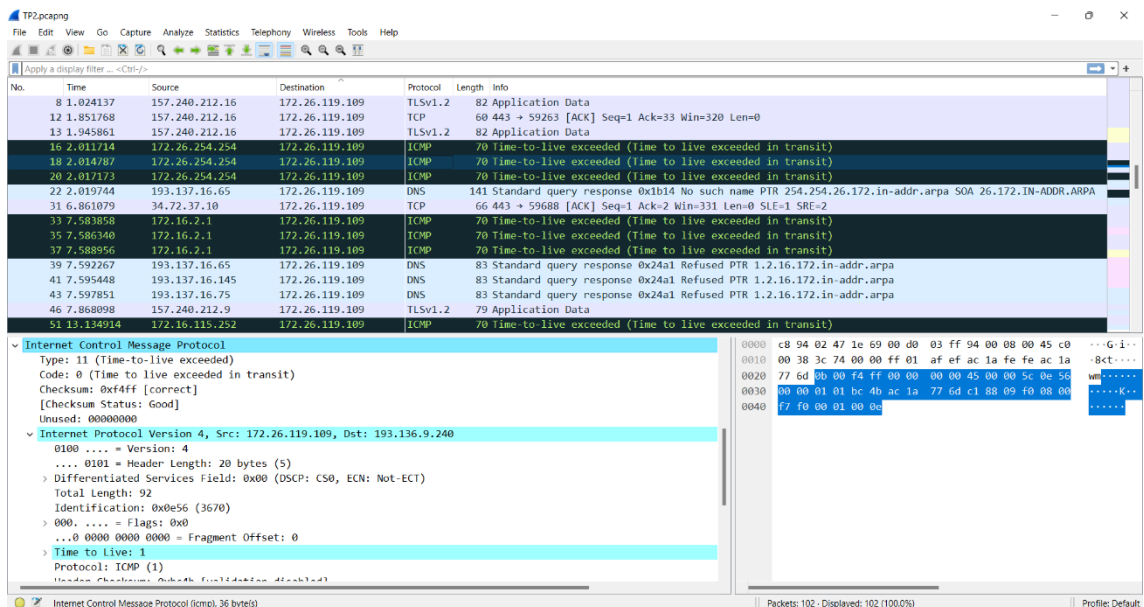 TP2.pcapng
File Edit View Go Capture Analyze Statistics Telephony Wireless Tools Help
Apply a display filter ... <Ctrl-/>
No. Time Source Destination Protocol Length Info
8 1.024137 157.240.212.16 172.26.119.109 TLSv1.2 82 Application Data
12 1.851768 157.240.212.16 172.26.119.109 TCP 60 443 → 59263 [ACK] Seq=1 Ack=33 Win=320 Len=0
13 1.945861 157.240.212.16 172.26.119.109 TLSv1.2 82 Application Data
16 2.011714 172.26.254.254 172.26.119.109 ICMP 70 Time-to-live exceeded (Time to live exceeded in transit)
18 2.014787 172.26.254.254 172.26.119.109 ICMP 70 Time-to-live exceeded (Time to live exceeded in transit)
20 2.017173 172.26.254.254 172.26.119.109 ICMP 70 Time-to-live exceeded (Time to live exceeded in transit)
22 2.019744 193.137.16.65 172.26.119.109 DNS 141 Standard query response 0x1b14 No such name PTR 254.254.26.172.in-addr.arpa SOA 26.172.IN-ADDR.ARPA
31 6.861079 34.72.37.10 172.26.119.109 TCP 66 443 → 59688 [ACK] Seq=1 Ack=2 Win=331 Len=0 SLE=1 SRE=2
33 7.583858 172.16.2.1 172.26.119.109 ICMP 70 Time-to-live exceeded (Time to live exceeded in transit)
35 7.586340 172.16.2.1 172.26.119.109 ICMP 70 Time-to-live exceeded (Time to live exceeded in transit)
37 7.588956 172.16.2.1 172.26.119.109 ICMP 70 Time-to-live exceeded (Time to live exceeded in transit)
39 7.592267 193.137.16.65 172.26.119.109 DNS 83 Standard query response 0x24a1 Refused PTR 1.2.16.172.in-addr.arpa
41 7.595448 193.137.16.145 172.26.119.109 DNS 83 Standard query response 0x24a1 Refused PTR 1.2.16.172.in-addr.arpa
43 7.597851 193.137.16.75 172.26.119.109 DNS 83 Standard query response 0x24a1 Refused PTR 1.2.16.172.in-addr.arpa
46 7.868098 157.240.212.9 172.26.119.109 TLSv1.2 79 Application Data
51 13.134914 172.16.115.252 172.26.119.109 ICMP 70 Time-to-live exceeded (Time to live exceeded in transit)
Internet Control Message Protocol
Type: 11 (Time-to-live exceeded)
Code: 0 (Time to live exceeded in transit)
Checksum: 0xf4ff [correct]
[Checksum Status: Good]
Unused: 00000000
Internet Protocol Version 4, Src: 172.26.119.109, Dst: 193.136.9.240
0100 .... = Version: 4
.... 0101 = Header Length: 20 bytes (5)
Differentiated Services Field: 0x00 (DSCP: CS0, ECN: Not-ECT)
Total Length: 92
Identification: 0x0e56 (3670)
000. .... = Flags: 0x0
...0 0000 0000 0000 = Fragment Offset: 0
Time to Live: 1
Protocol: ICMP (1)
Header Checksum: 0xbc4b [validation disabled]
0000 c8 94 02 47 1e 69 00 d0 03 ff 94 00 08 00 45 c0 ···G·i··
0010 00 38 3c 74 00 00 ff 01 af ef ac 1a fe fe ac 1a ·8<t····
0020 77 6d 0b 00 f4 ff 00 00 00 00 45 00 00 5c 0e 56 wm······
0030 00 00 01 01 bc 4b ac 1a 77 6d c1 88 09 f0 08 00 ·····K··
0040 f7 f0 00 01 00 0e ······
Internet Control Message Protocol (icmp), 36 byte(s)
Packets: 102 · Displayed: 102 (100.0%)
Profile: Default